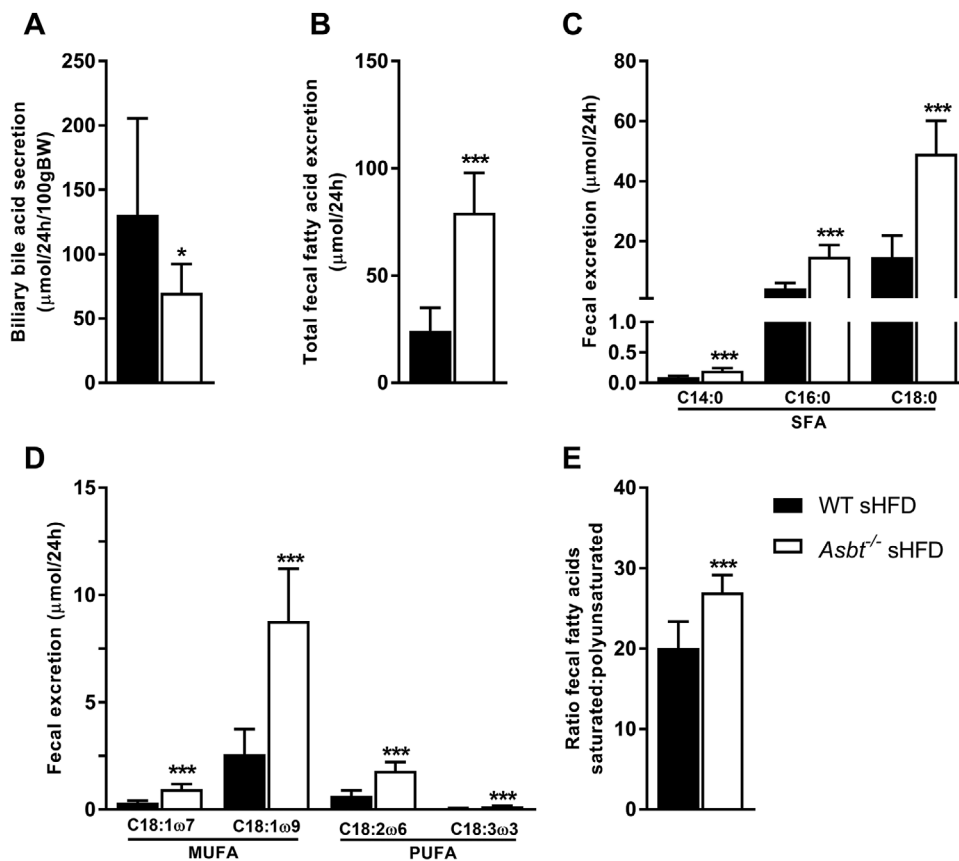 A
Biliary bile acid secretion
(μmol/24h/100gBW)
250
200
150
100
50
0
*
B
Total fecal fatty acid excretion
(μmol/24h)
150
100
50
0
***
C
Fecal excretion (μmol/24h)
80
60
40
20
1.0
0.5
0.0
***
***
***
C14:0 C16:0 C18:0
SFA
D
Fecal excretion (μmol/24h)
15
10
5
0
***
***
***
***
C18:1ω7 C18:1ω9 C18:2ω6 C18:3ω3
MUFA PUFA
E
Ratio fecal fatty acids
saturated:polyunsaturated
40
30
20
10
0
***
WT sHFD
Asbt-/- sHFD